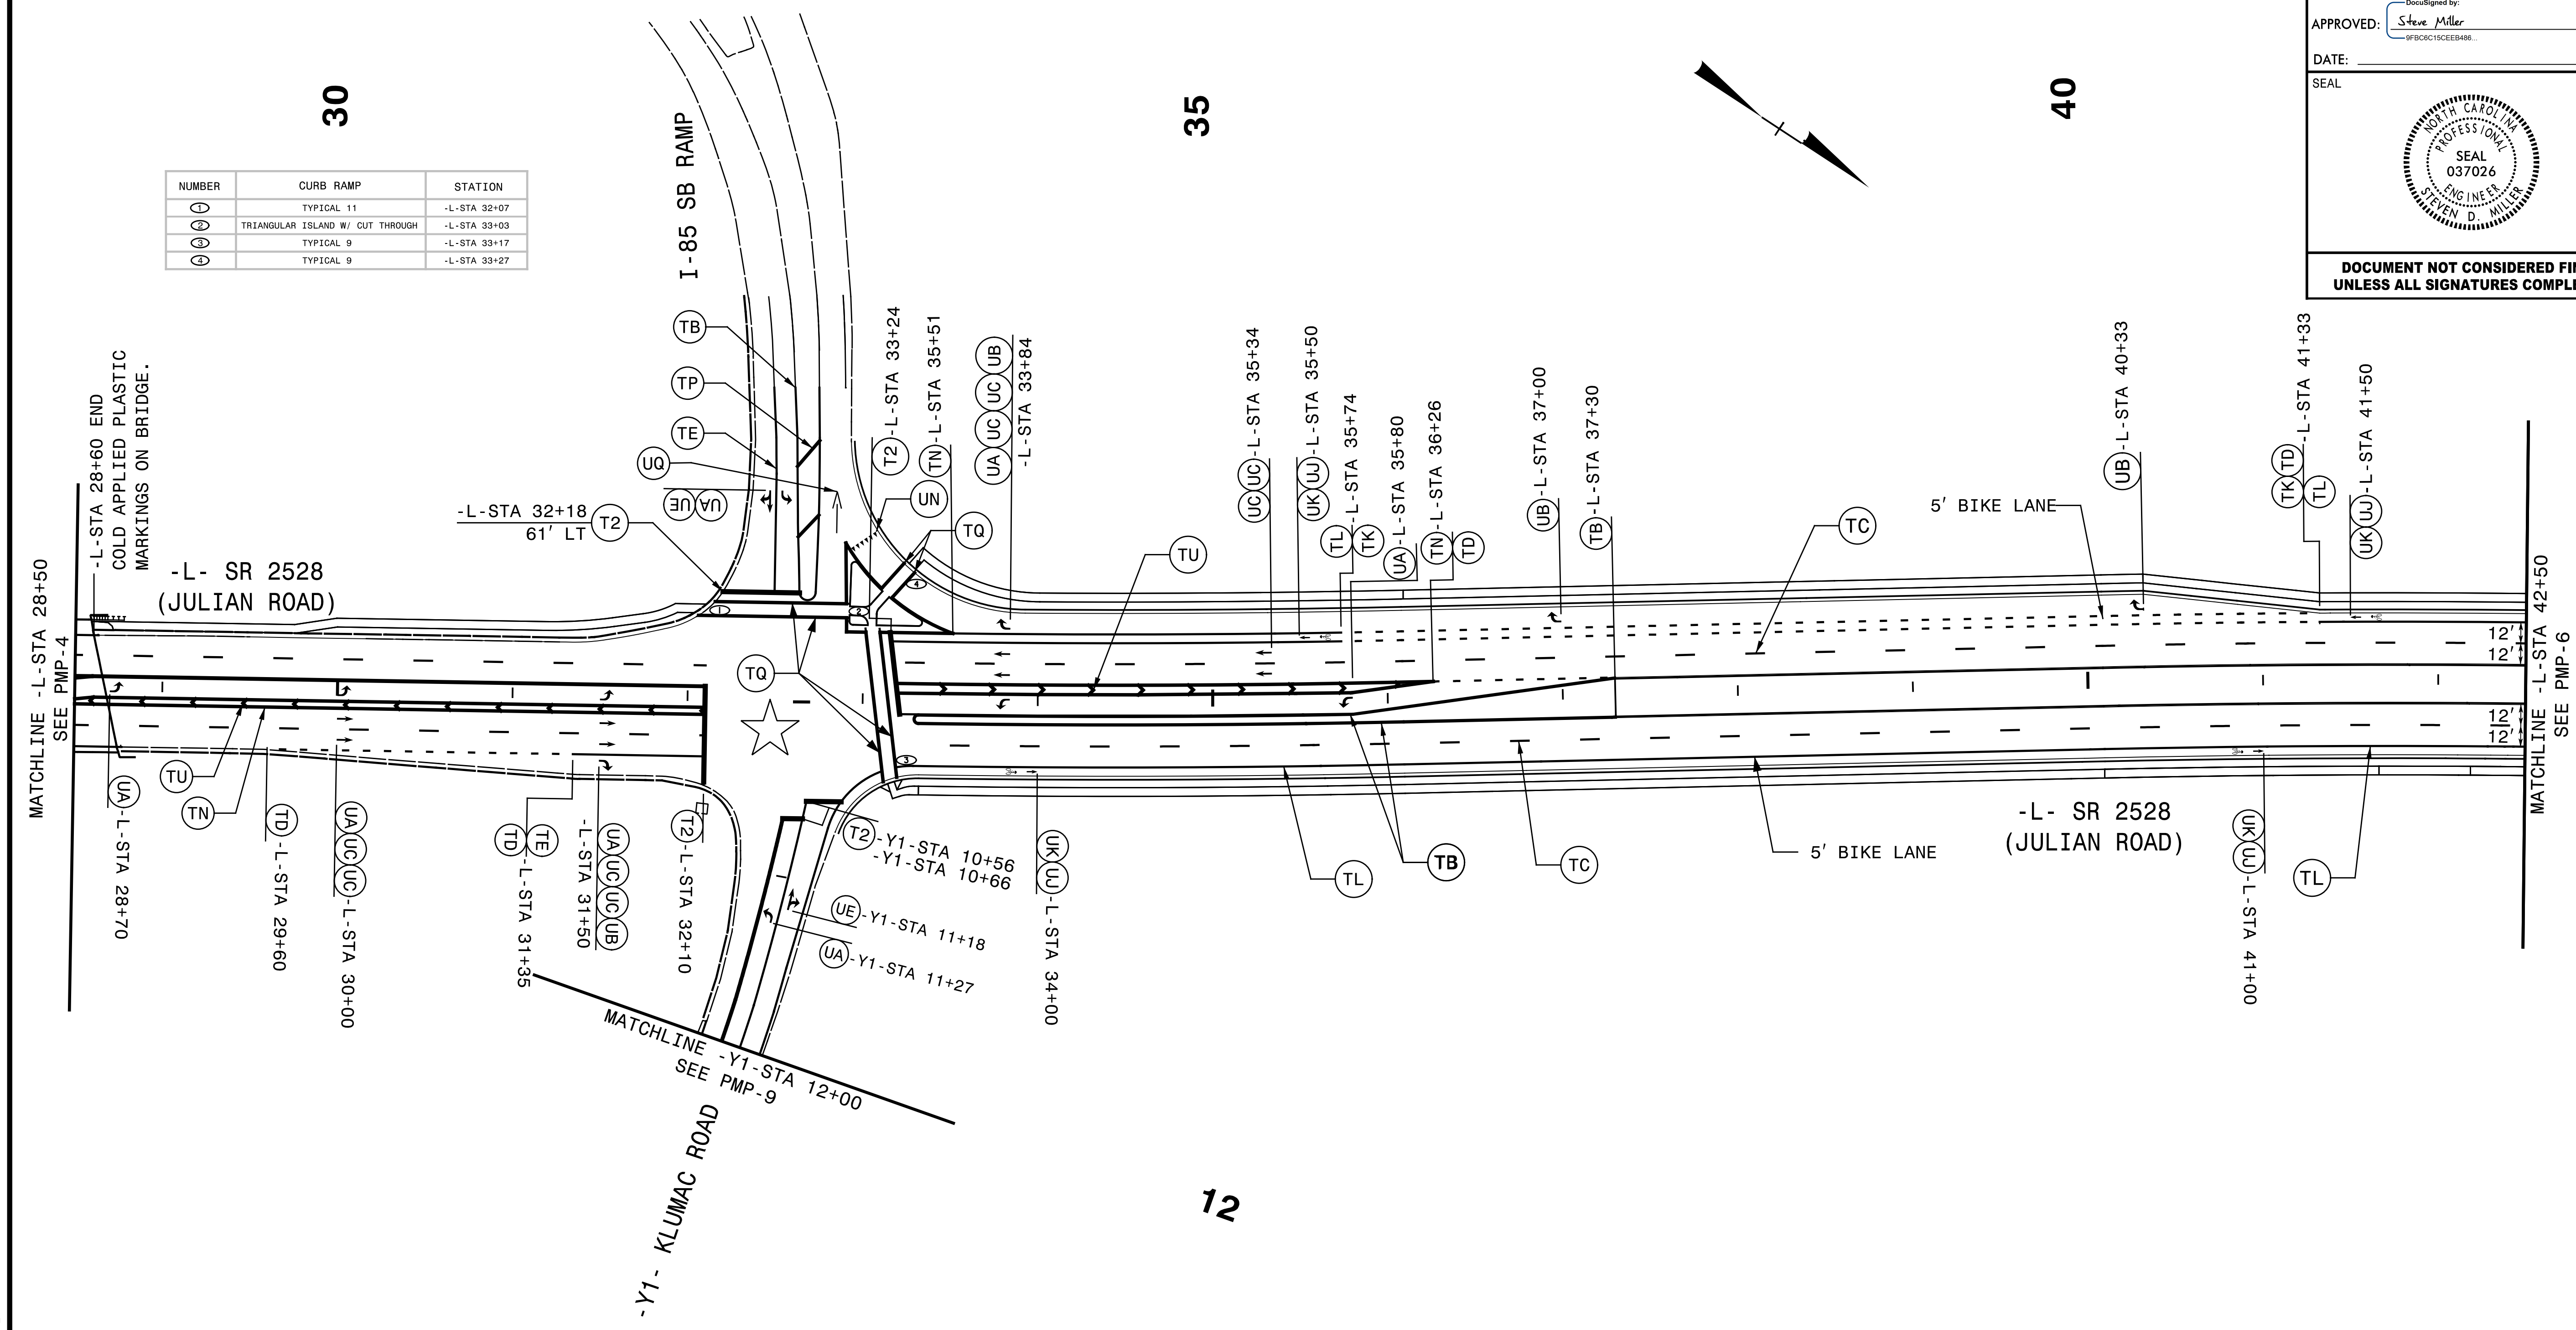 30
35
40
DocuSigned by:
APPROVED: Steve Miller
9FBC6C15CEEB486...
DATE:
SEAL
NORTH CAROLINA
PROFESSIONAL
SEAL
037026
ENGINEER
STEVEN D. MILLER
DOCUMENT NOT CONSIDERED
UNLESS ALL SIGNATURES
NUMBER CURB RAMP STATION
1 TYPICAL 11 -L-STA 32+07
2 TRIANGULAR ISLAND W/ CUT THROUGH -L-STA 33+03
3 TYPICAL 9 -L-STA 33+17
4 TYPICAL 9 -L-STA 33+27
I-85 SB RAMP
-L-STA 28+60 END
COLD APPLIED PLASTIC
MARKINGS ON BRIDGE.
MATCHLINE -L-STA 28+50
SEE PMP-4
-L- SR 2528
(JULIAN ROAD)
TB
TP
TE
UQ
UE UA
-L-STA 32+18 T2
61' LT
T2 -L-STA 33+24
TN -L-STA 35+51
UN
TQ
UA UC UC UB
-L-STA 33+84
TU
UC UC -L-STA 35+34
UK UJ -L-STA 35+50
TL TK -L-STA 35+74
UA -L-STA 35+80
TN TD -L-STA 36+26
UB -L-STA 37+00
TB -L-STA 37+30
TC
5' BIKE LANE
UB -L-STA 40+33
TK TD TL -L-STA 41+33
UK UJ -L-STA 41+50
MATCHLINE -L-STA 42+50
SEE PMP-6
12'
12'
12'
12'
1
2
4
3
TQ
UA -L-STA 28+70
TU
TN
TD -L-STA 29+60
UA UC UC -L-STA 30+00
TD TE -L-STA 31+35
UA UC UC UB
-L-STA 31+50
T2 -L-STA 32+10
T2 -Y1-STA 10+56
-Y1-STA 10+66
UE -Y1-STA 11+18
UA -Y1-STA 11+27
UK UJ -L-STA 34+00
TL
TB
TC
5' BIKE LANE
-L- SR 2528
(JULIAN ROAD)
UK UJ -L-STA 41+00
TL
MATCHLINE -Y1-STA 12+00
SEE PMP-9
-Y1- KLUMAC ROAD
12